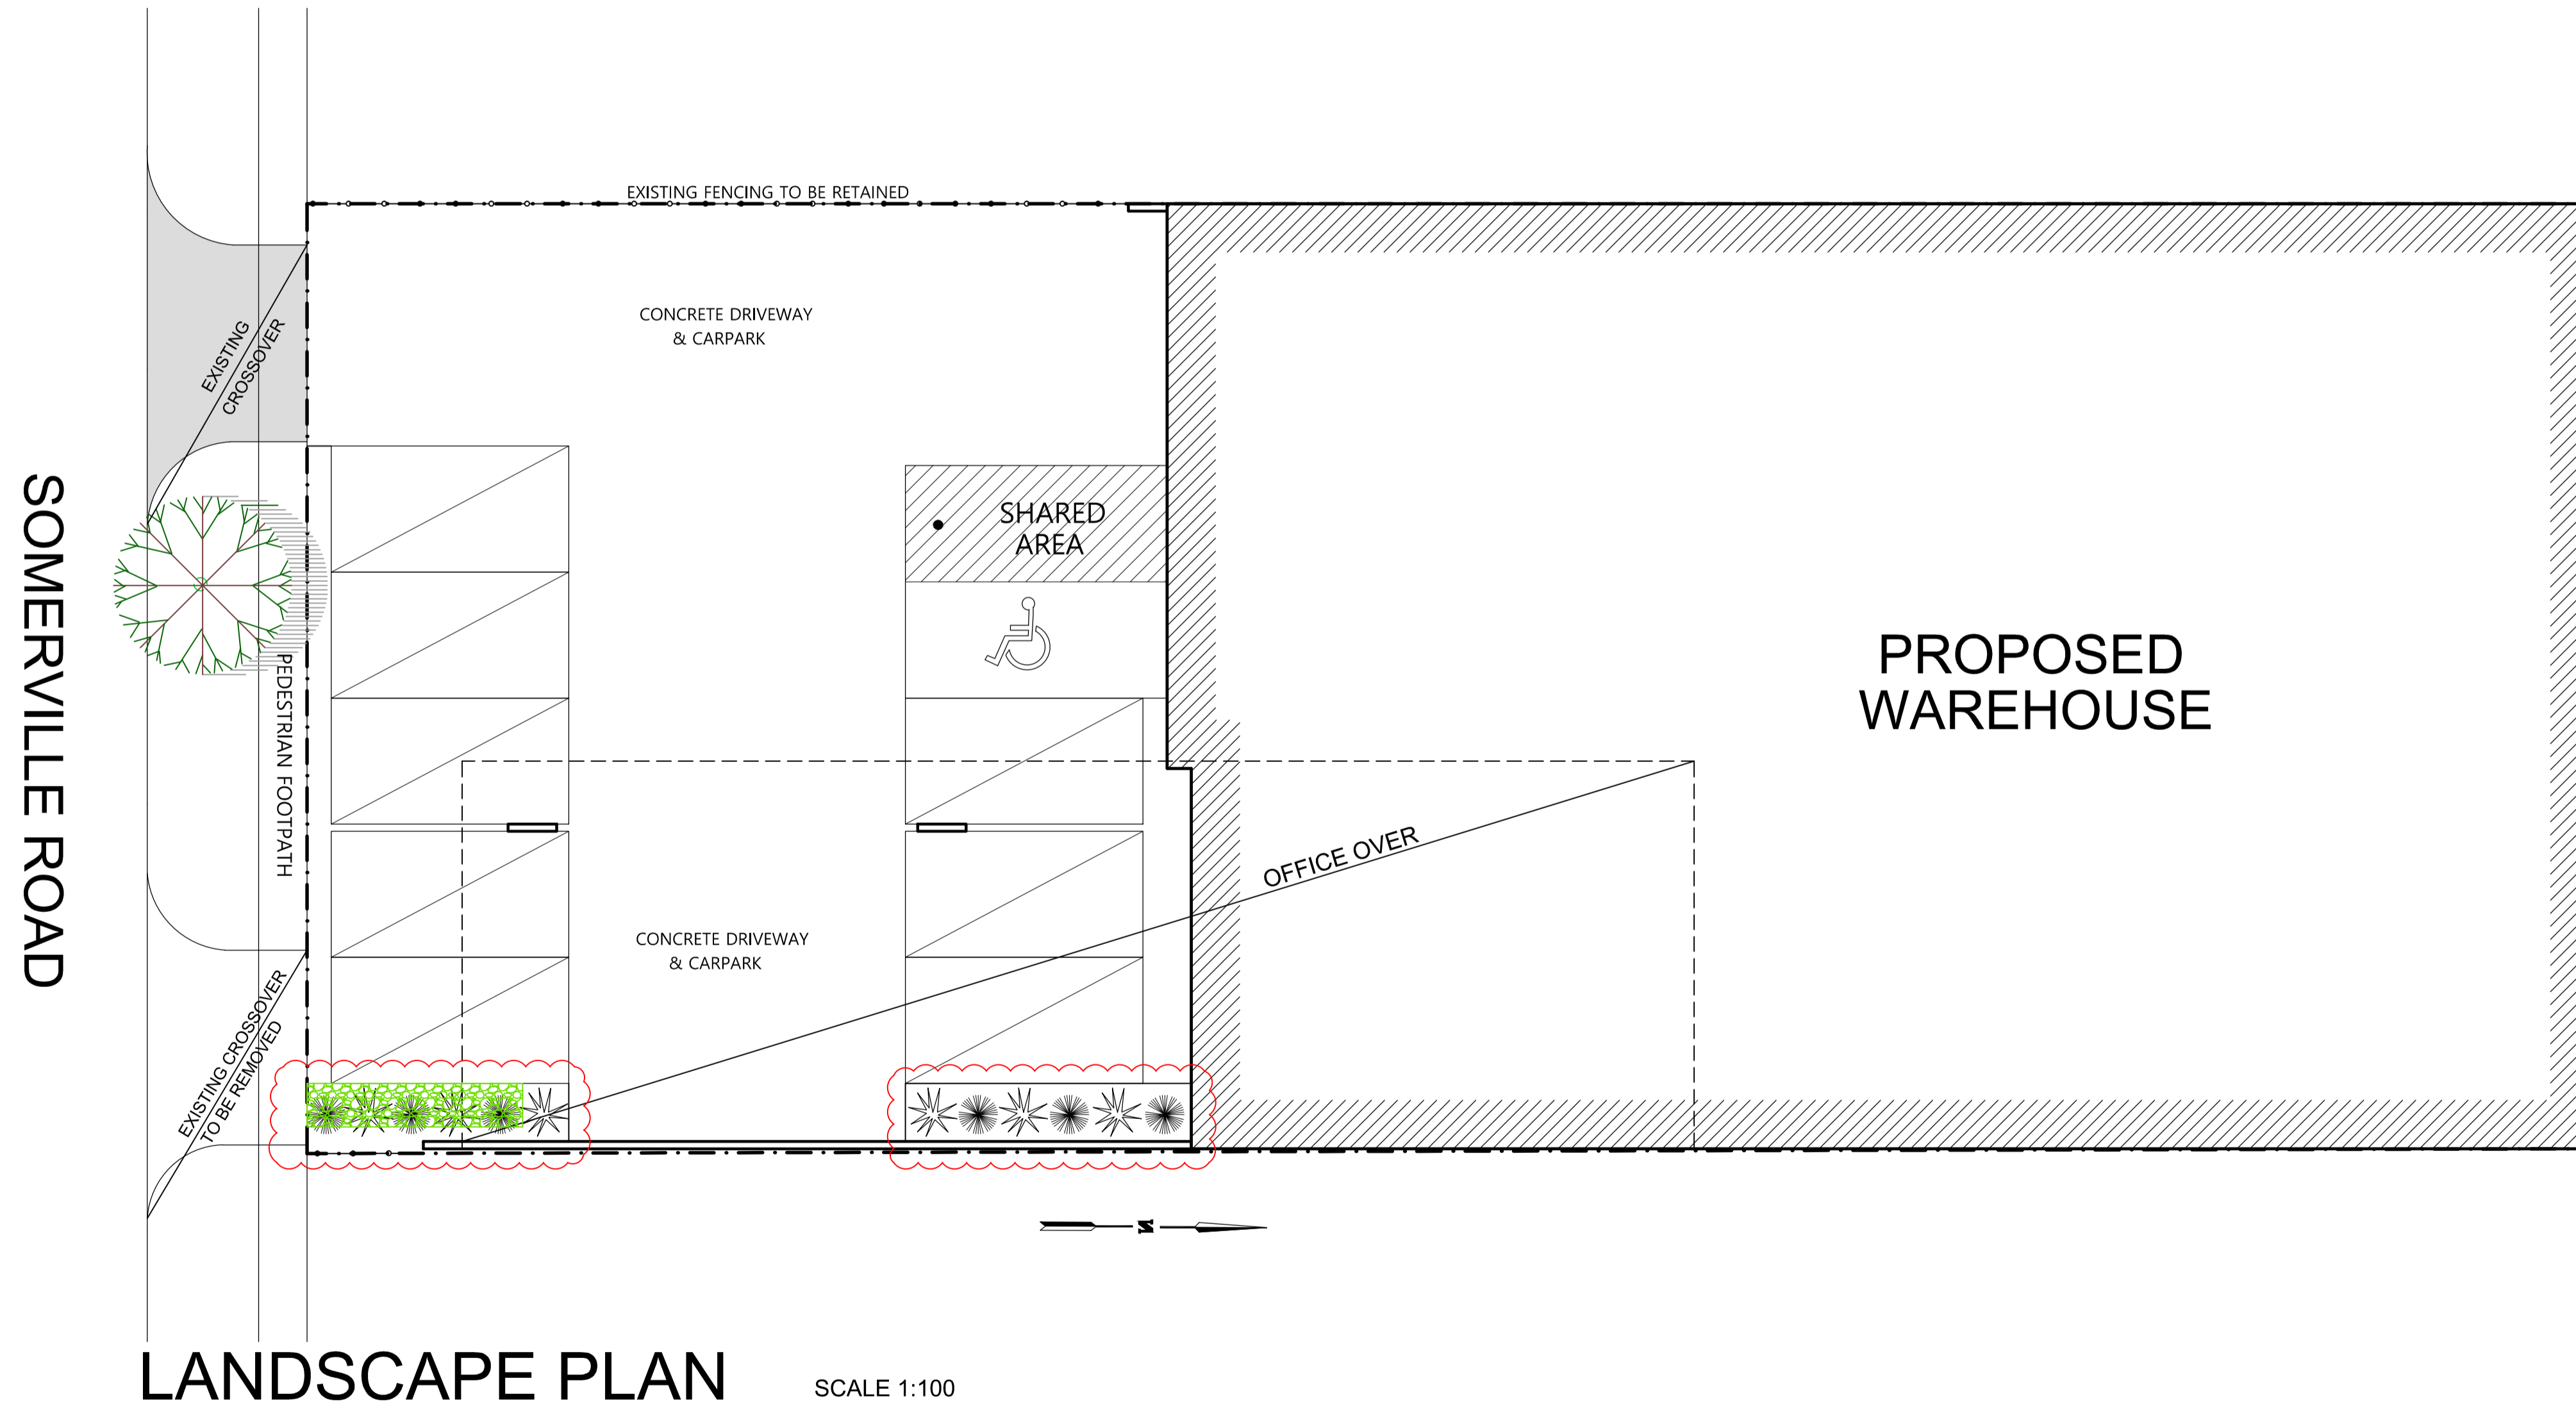 EXISTING FENCING TO BE RETAINED
CONCRETE DRIVEWAY
& CARPARK
EXISTING
CROSSOVER
SHARED
AREA
SOMERVILLE ROAD
PEDESTRIAN FOOTPATH
PROPOSED
WAREHOUSE
OFFICE OVER
CONCRETE DRIVEWAY
& CARPARK
EXISTING CROSSOVER
TO BE REMOVED
N
LANDSCAPE PLAN
SCALE 1:100